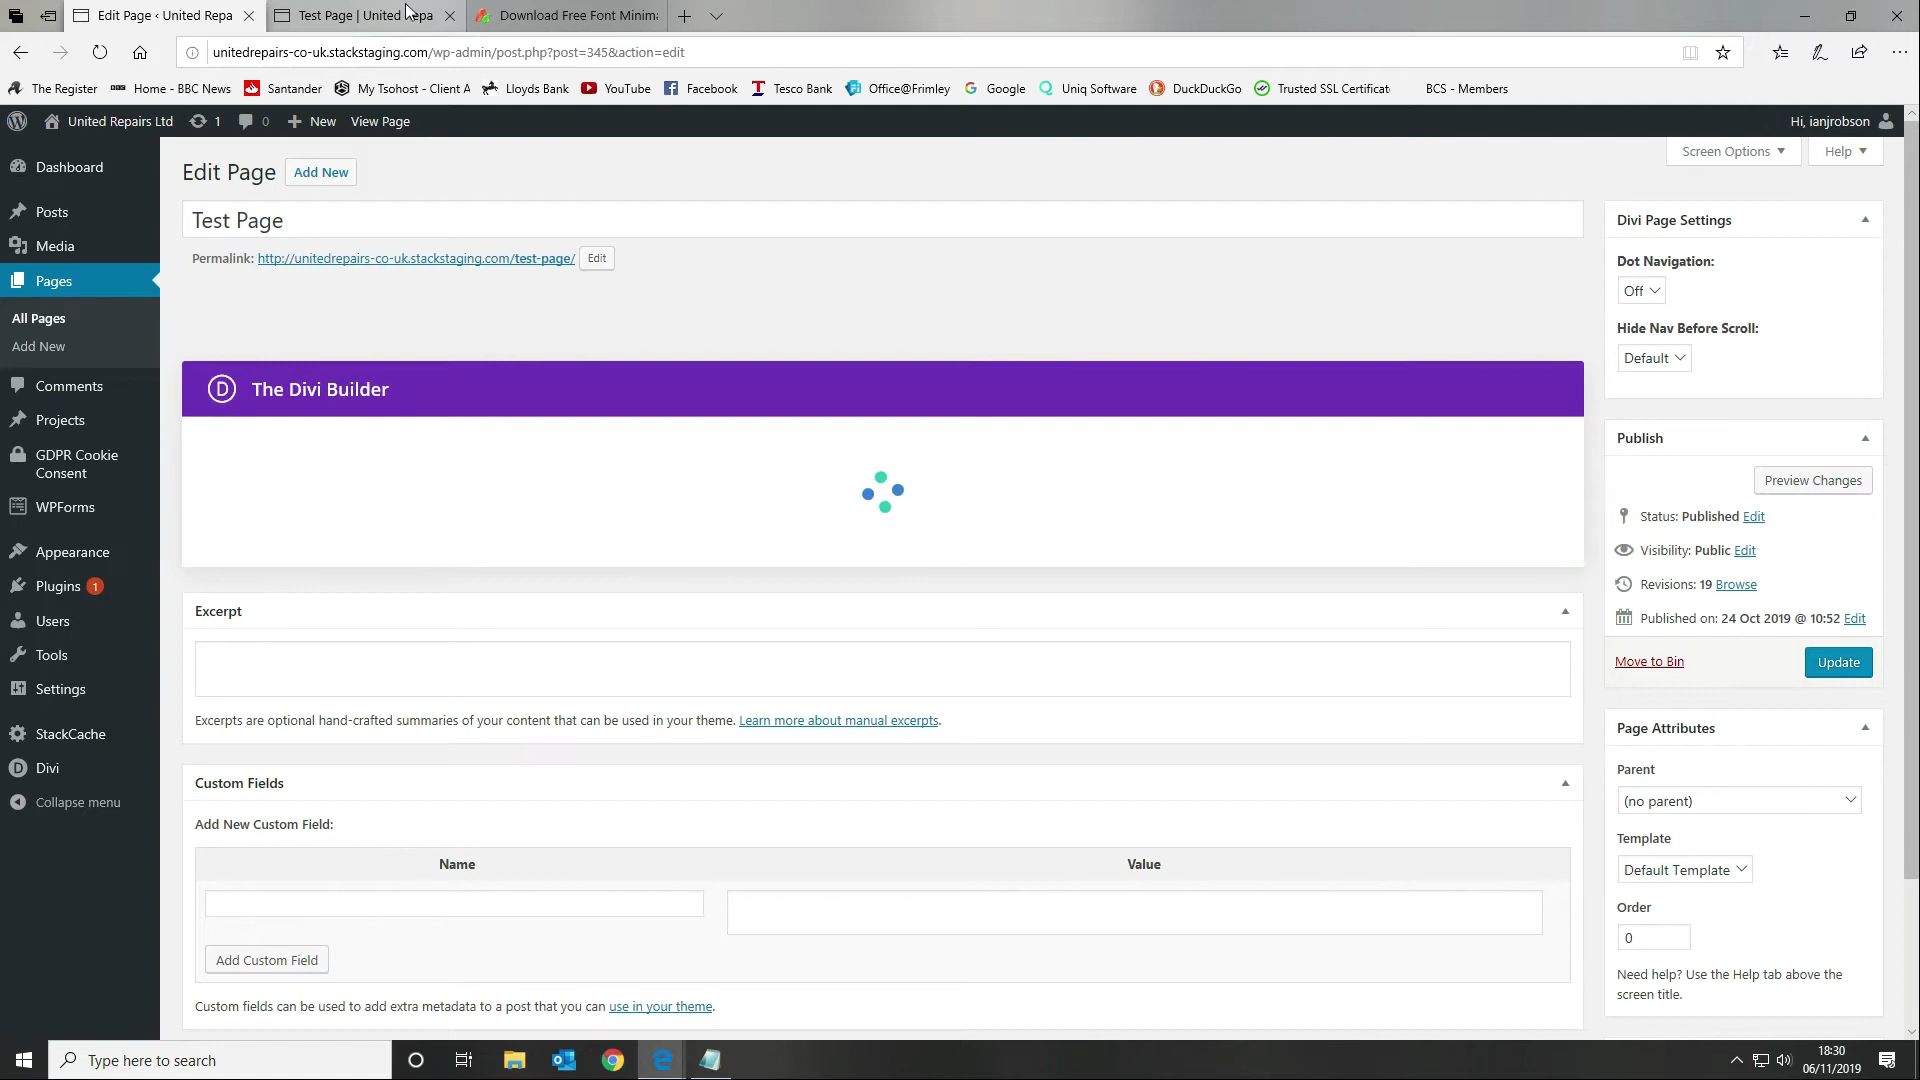 Edit Page ‹ United Repa
Test Page | United Repa
Download Free Font Minima
unitedrepairs-co-uk.stackstaging.com/wp-admin/post.php?post=345&action=edit
The Register
Home - BBC News
Santander
My Tsohost - Client A
Lloyds Bank
YouTube
Facebook
Tesco Bank
Office@Frimley
Google
Uniq Software
DuckDuckGo
Trusted SSL Certificat
BCS - Members
United Repairs Ltd
1
0
New
View Page
Hi, ianjrobson
Dashboard
Posts
Media
Pages
All Pages
Add New
Comments
Projects
GDPR Cookie
Consent
WPForms
Appearance
Plugins 1
Users
Tools
Settings
StackCache
Divi
Collapse menu
Screen Options
Help
Edit Page
Add New
Test Page
Permalink: http://unitedrepairs-co-uk.stackstaging.com/test-page/ Edit
D The Divi Builder
Excerpt
Excerpts are optional hand-crafted summaries of your content that can be used in your theme. Learn more about manual excerpts.
Custom Fields
Add New Custom Field:
Name
Value
Add Custom Field
Custom fields can be used to add extra metadata to a post that you can use in your theme.
Divi Page Settings
Dot Navigation:
Off
Hide Nav Before Scroll:
Default
Publish
Preview Changes
Status: Published Edit
Visibility: Public Edit
Revisions: 19 Browse
Published on: 24 Oct 2019 @ 10:52 Edit
Move to Bin
Update
Page Attributes
Parent
(no parent)
Template
Default Template
Order
0
Need help? Use the Help tab above the
screen title.
Type here to search
18:30
06/11/2019